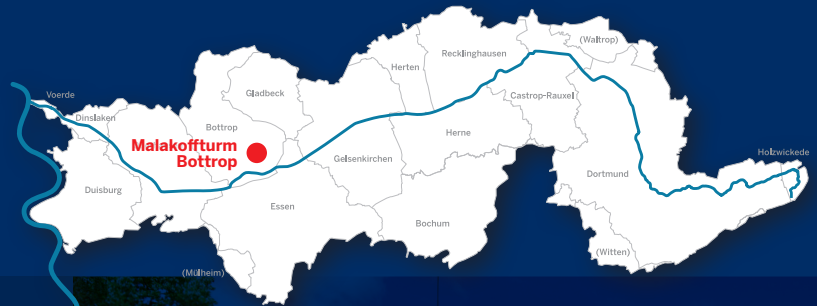 (Waltrop)
Recklinghausen
Herten
Gladbeck
Voerde
Castrop-Rauxel
Dinslaken
Bottrop
Herne
Malakoffturm
Bottrop
Holzwickede
Gelsenkirchen
Dortmund
Duisburg
Essen
Bochum
(Witten)
(Mülheim)